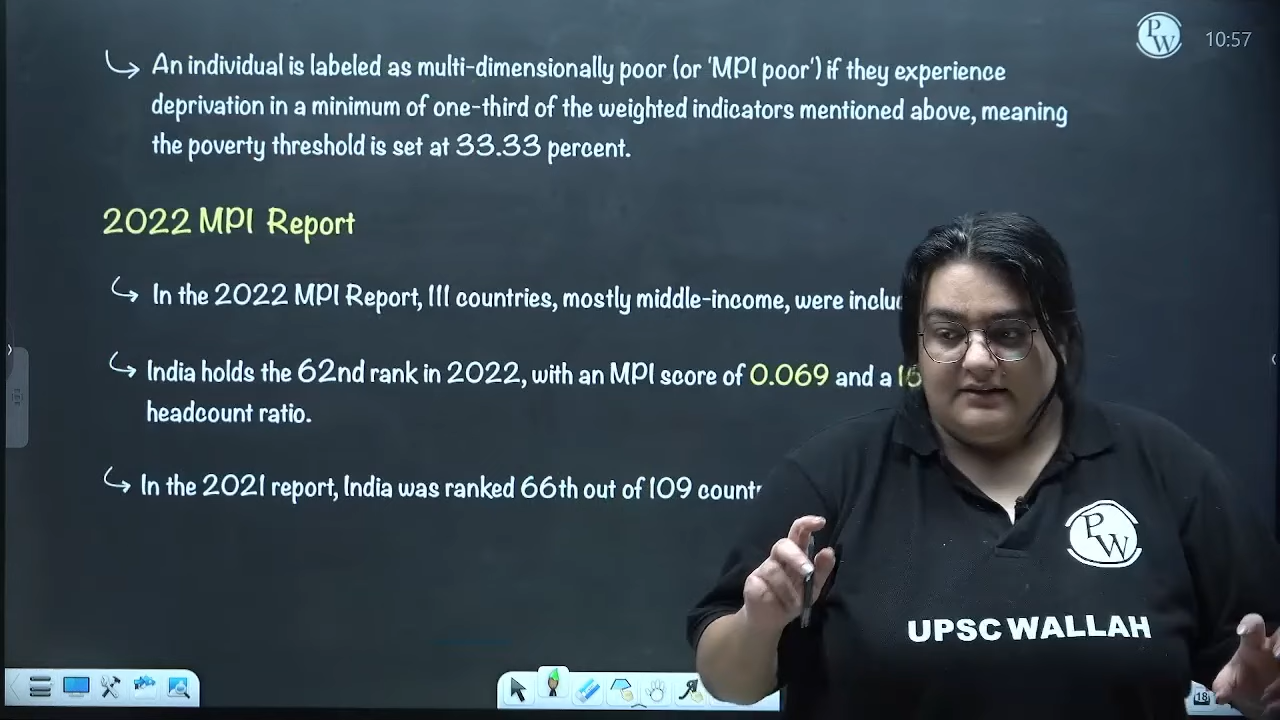 PW
10:57
An individual is labeled as multi-dimensionally poor (or 'MPI poor') if they experience
deprivation in a minimum of one-third of the weighted indicators mentioned above, meaning
the poverty threshold is set at 33.33 percent.
2022 MPI Report
In the 2022 MPI Report, 111 countries, mostly middle-income, were
India holds the 62nd rank in 2022, with an MPI score of 0.069 and a
headcount ratio.
In the 2021 report, India was ranked 66th out of 109
PW
UPSC WALLAH
18